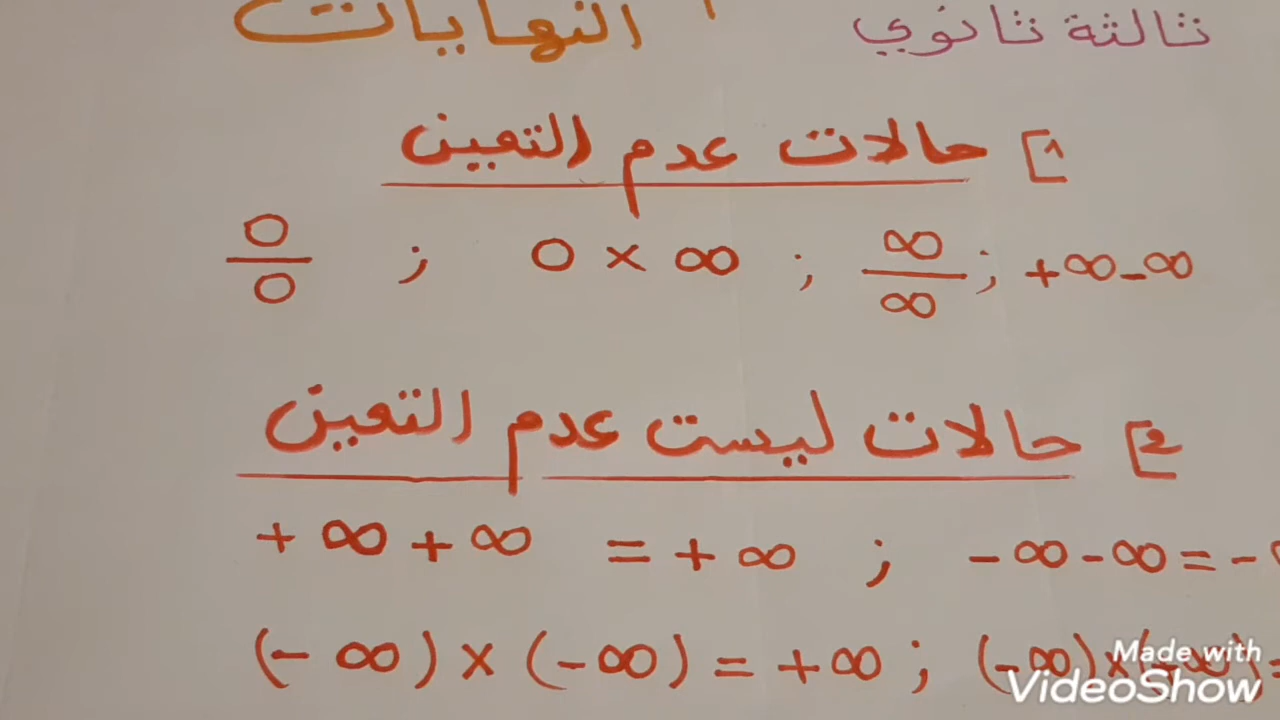 ثالثة ثانوي النهايات
1] حالات عدم التعين
0/0 ; 0 × ∞ ; ∞/∞ ; +∞-∞
2] حالات ليست عدم التعين
+∞+∞ = +∞ ; -∞-∞=-
(-∞)×(-∞)=+∞ ; (-∞)×(+∞)=
Made with
VideoShow